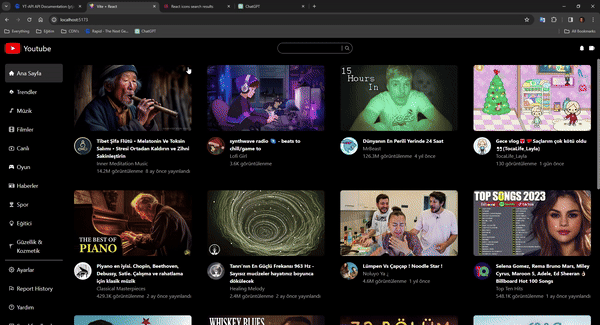 YT-API API Documentation (yt
Vite + React
React icons search results
ChatGPT
localhost:5173
Everything
Eğitim
CDN's
Rapid - The Next Ge...
ChatGPT
All Bookmarks
Youtube
Ana Sayfa
Trendler
Müzik
Filmler
Canlı
Oyun
Haberler
Spor
Eğitici
Güzellik &
Kozmetik
Ayarlar
Report History
Yardım
Tibet Şifa Flütü • Melatonin Ve Toksin
Salınımı • Stresi Ortadan Kaldırın ve Zihni
Sakinleştirin
Inner Meditation Music
14.2M görüntülenme 8 ay önce yayınlandı
synthwave radio - beats to
chill/game to
Lofi Girl
3.6K görüntülenme
15
Hours
In
Dünyanın En Perili Yerinde 24 Saat
MrBeast
126.2M görüntülenme 4 yıl önce
Gece vlog Saçlarım çok kötü oldu
(TocaLife_Layla)
TocaLife_Layla
130 görüntülenme 1 gün önce
THE BEST OF
PIANO
Piyano en iyisi. Chopin, Beethoven,
Debussy, Satie. Çalışma ve rahatlama
için klasik müzik
Classical Masterpieces
429.3K görüntülenme 2 ay önce yayınlandı
Tanrı'nın En Güçlü Frekansı 963 Hz -
Sayısız mucizeler hayatınız boyunca
dökülecek
Healing Melody
2.4M görüntülenme 8 ay önce yayınlandı
Lümpen Vs Çapçap ! Noodle Star !
Noluyo Ya ¿
4.6M görüntülenme 1 yıl önce
TOP SONGS 2023
Selena Gomez, Rema Bruno Mars, Miley
Cyrus, Maroon 5, Adele, Ed Sheeran
Billboard Hot 100 Songs
Top Ten Hits
548.1K görüntülenme 1 ay önce yayınlandı
WHISKEY BLUES